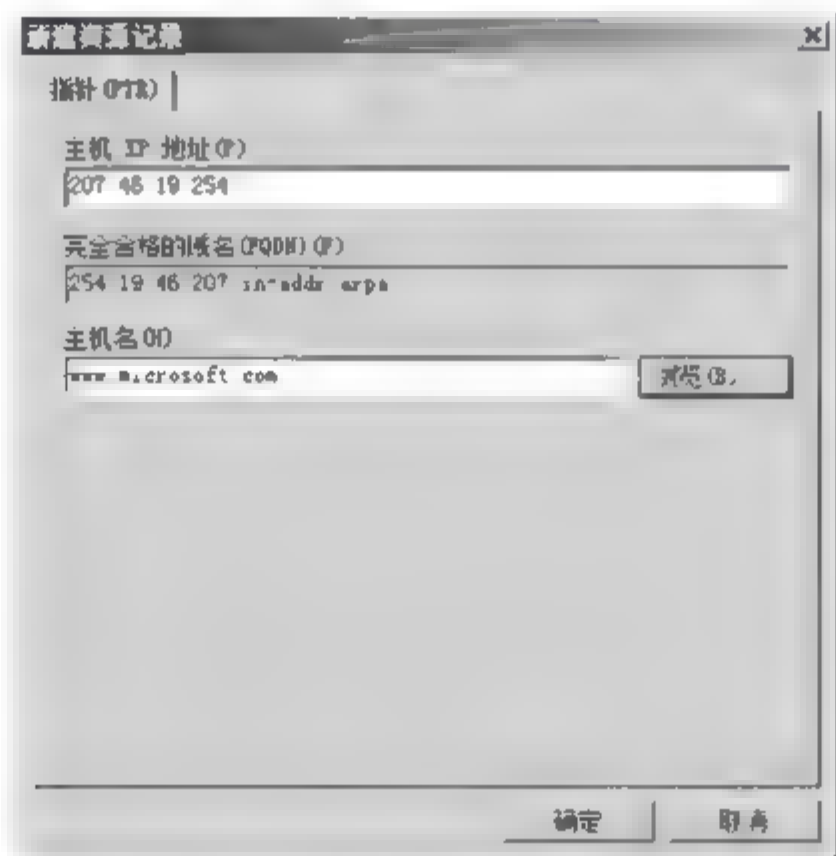 新建资源记录
指针(PTR)
主机 IP 地址(P)
207 46 19 254
完全合格的域名(FQDN)(F)
254 19 46 207 in-addr arpa
主机名(H)
www microsoft com
浏览(B).
确定
取消